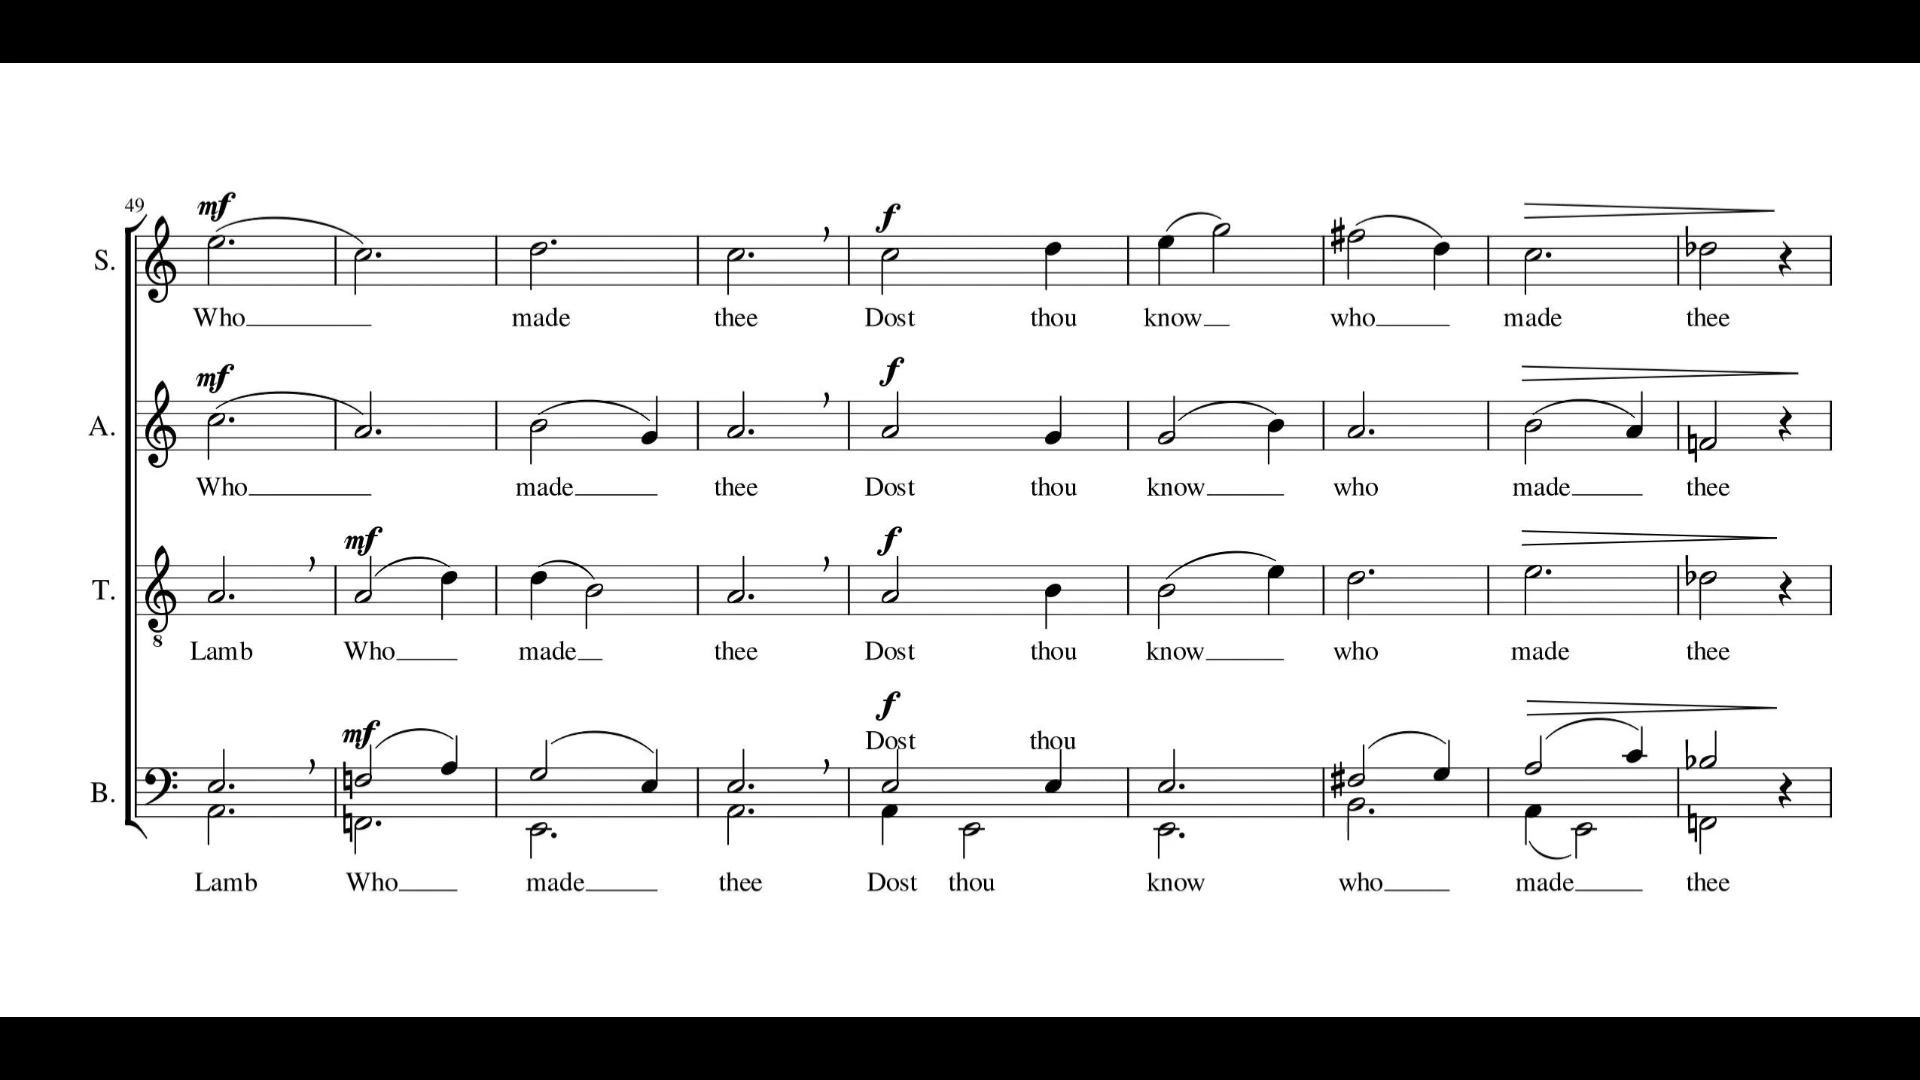 49
mf
f
S.
Who made thee Dost thou know who made thee
mf
f
A.
Who made thee Dost thou know who made thee
mf
f
T.
8
Lamb Who made thee Dost thou know who made thee
f
mf
Dost thou
B.
Lamb Who made thee Dost thou know who made thee